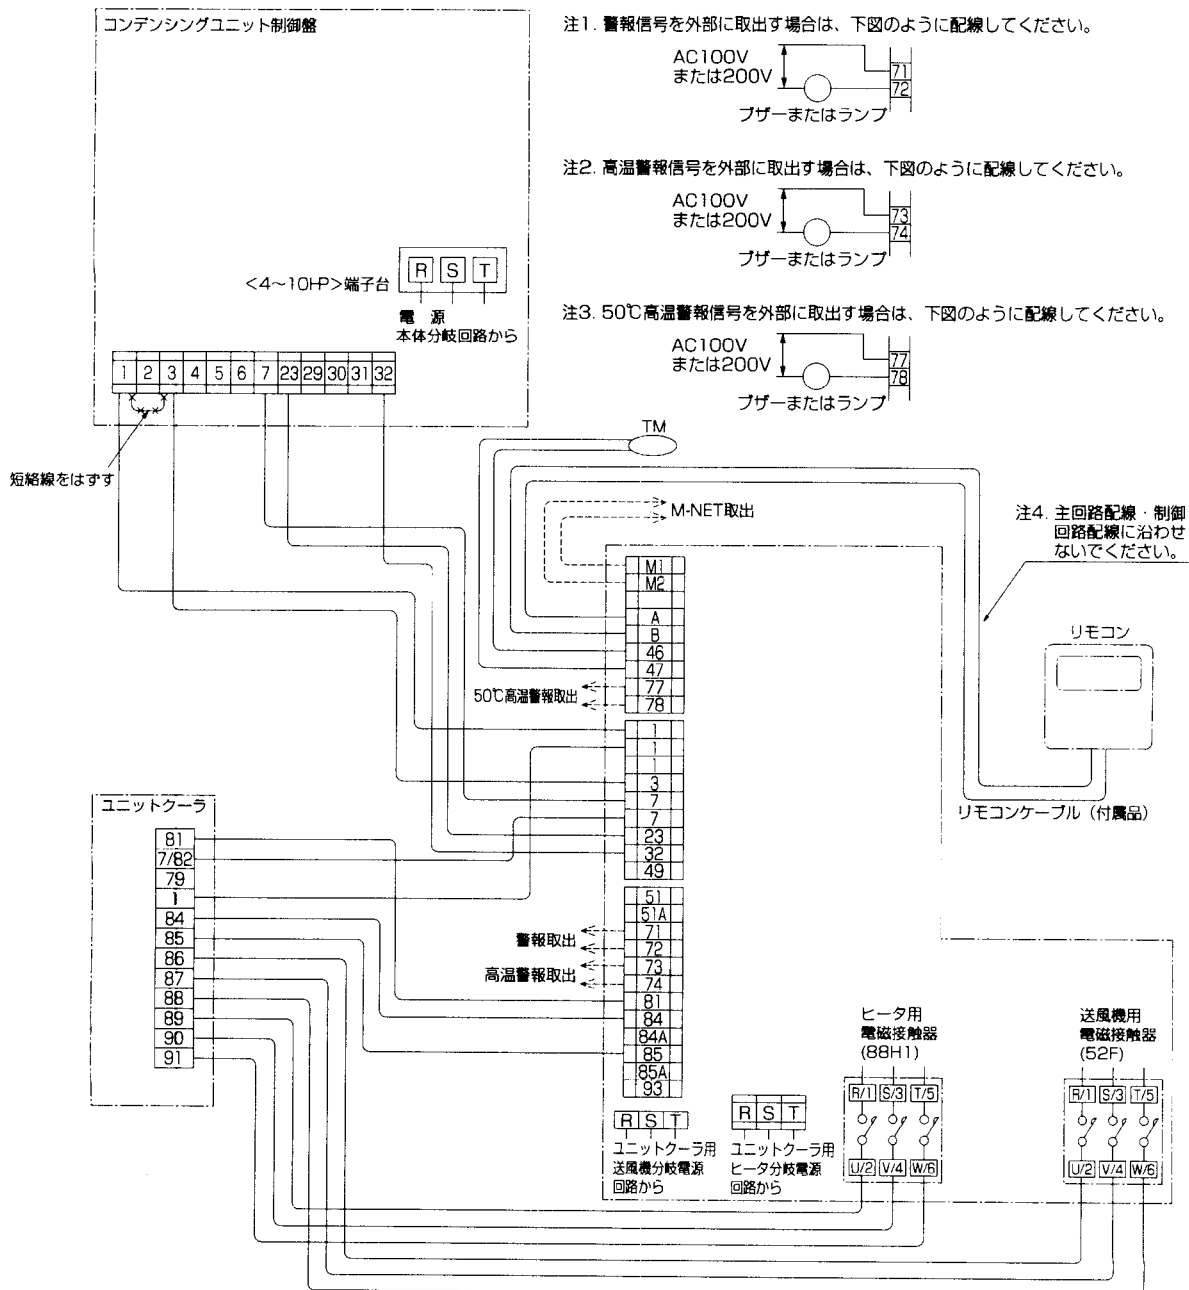 コンデンシングユニット制御盤
<4～10HP>端子台
R S T
電 源
本体分岐回路から
1 2 3 4 5 6 7 23 29 30 31 32
短絡線をはずす
注1. 警報信号を外部に取出す場合は、下図のように配線してください。
AC100V
または200V
71
72
ブザーまたはランプ
注2. 高温警報信号を外部に取出す場合は、下図のように配線してください。
AC100V
または200V
73
74
ブザーまたはランプ
注3. 50℃高温警報信号を外部に取出す場合は、下図のように配線してください。
AC100V
または200V
77
78
ブザーまたはランプ
TM
M-NET取出
注4. 主回路配線・制御
回路配線に沿わせ
ないでください。
リモコン
リモコンケーブル（付属品）
M1
M2
A
B
46
47
77
78
50℃高温警報取出
1
1
1
3
7
7
23
32
49
51
51A
71
72
73
74
81
84
84A
85
85A
93
警報取出
高温警報取出
ユニットクーラ
81
7/82
79
1
84
85
86
87
88
89
90
91
R S T
ユニットクーラ用
送風機分岐電源
回路から
R S T
ユニットクーラ用
ヒータ分岐電源
回路から
ヒータ用
電磁接触器
(88H1)
R/1 S/3 T/5
U/2 V/4 W/6
送風機用
電磁接触器
(52F)
R/1 S/3 T/5
U/2 V/4 W/6